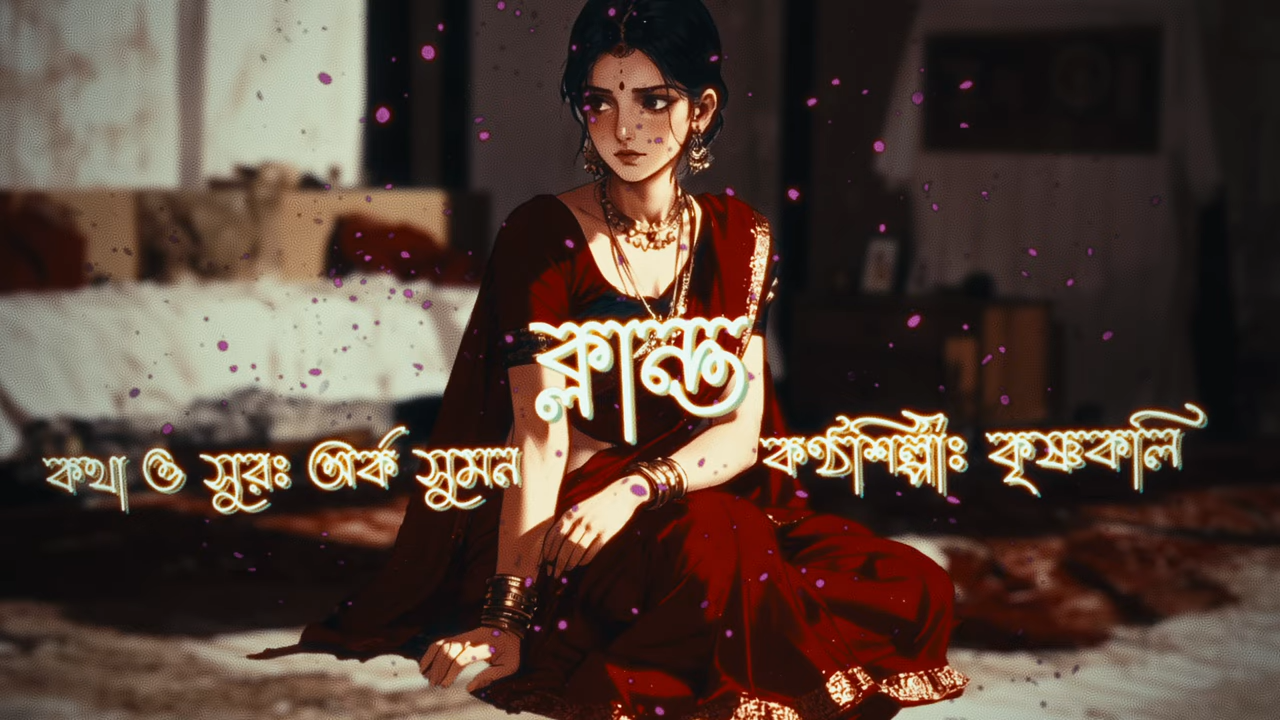 ক্লান্ত
কথা ও সুরঃ অর্ক সুমন
কণ্ঠশিল্পীঃ কৃষ্ণকলি